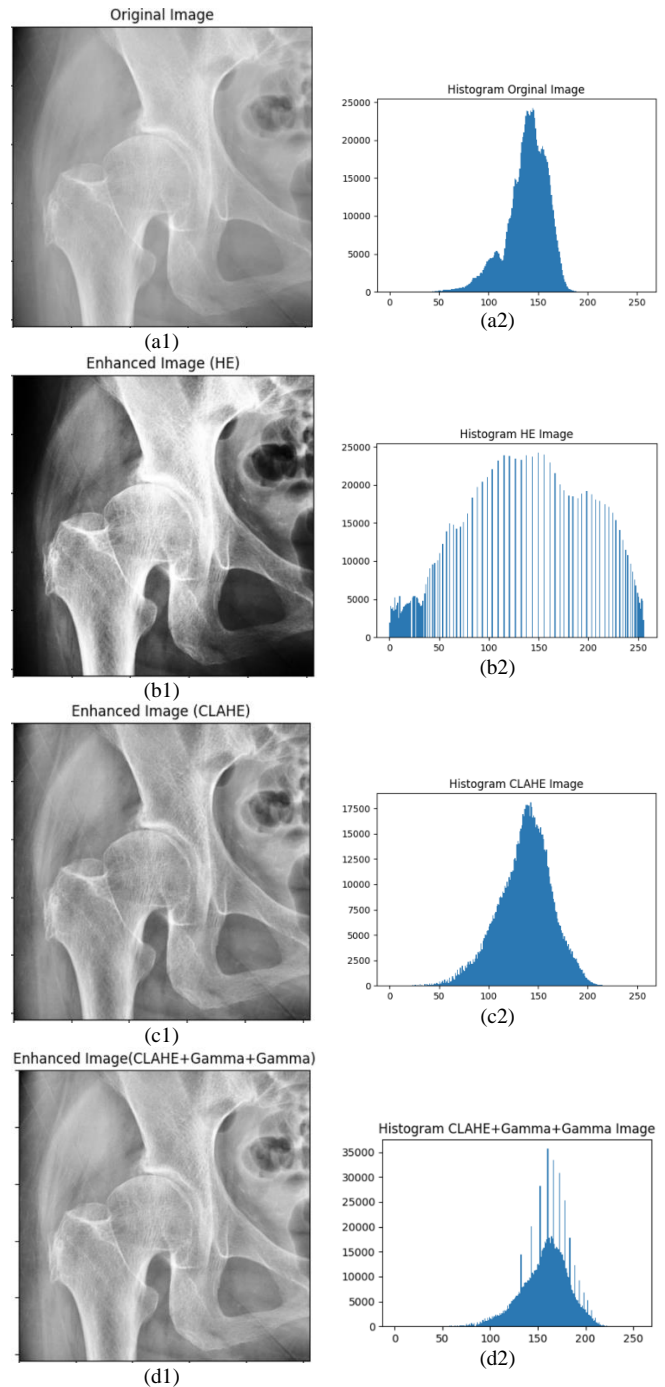 Original Image
(a1)
Histogram Orginal Image
25000
20000
15000
10000
5000
0
0 50 100 150 200 250
(a2)
Enhanced Image (HE)
(b1)
Histogram HE Image
25000
20000
15000
10000
5000
0
0 50 100 150 200 250
(b2)
Enhanced Image (CLAHE)
(c1)
Histogram CLAHE Image
17500
15000
12500
10000
7500
5000
2500
0
0 50 100 150 200 250
(c2)
Enhanced Image(CLAHE+Gamma+Gamma)
(d1)
Histogram CLAHE+Gamma+Gamma Image
35000
30000
25000
20000
15000
10000
5000
0
0 50 100 150 200 250
(d2)